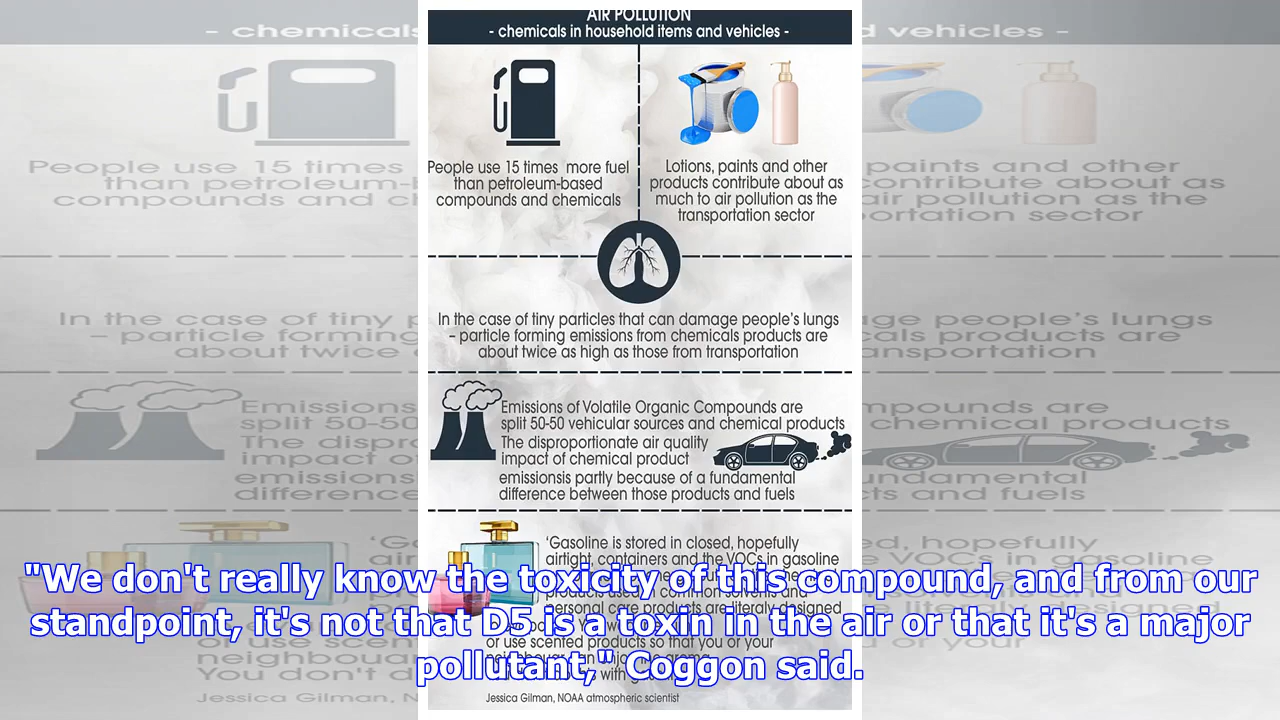 AIR POLLUTION
- chemicals in household items and vehicles -
People use 15 times more fuel
than petroleum-based
compounds and chemicals
Lotions, paints and other
products contribute about as
much to air pollution as the
transportation sector
In the case of tiny particles that can damage people's lungs
– particle forming emissions from chemicals products are
about twice as high as those from transportation
Emissions of Volatile Organic Compounds are
split 50-50 vehicular sources and chemical products
The disproportionate air quality
impact of chemical product
emissionsis partly because of a fundamental
difference between those products and fuels
'Gasoline is stored in closed, hopefully
airtight, containers and the VOCs in gasoline
products used common solvents and
personal care products are literaly designed
or use scented products so that you or your
"We don't really know the toxicity of this compound, and from our
standpoint, it's not that D5 is a toxin in the air or that it's a major
pollutant," Coggon said.
Jessica Gilman, NOAA atmospheric scientist